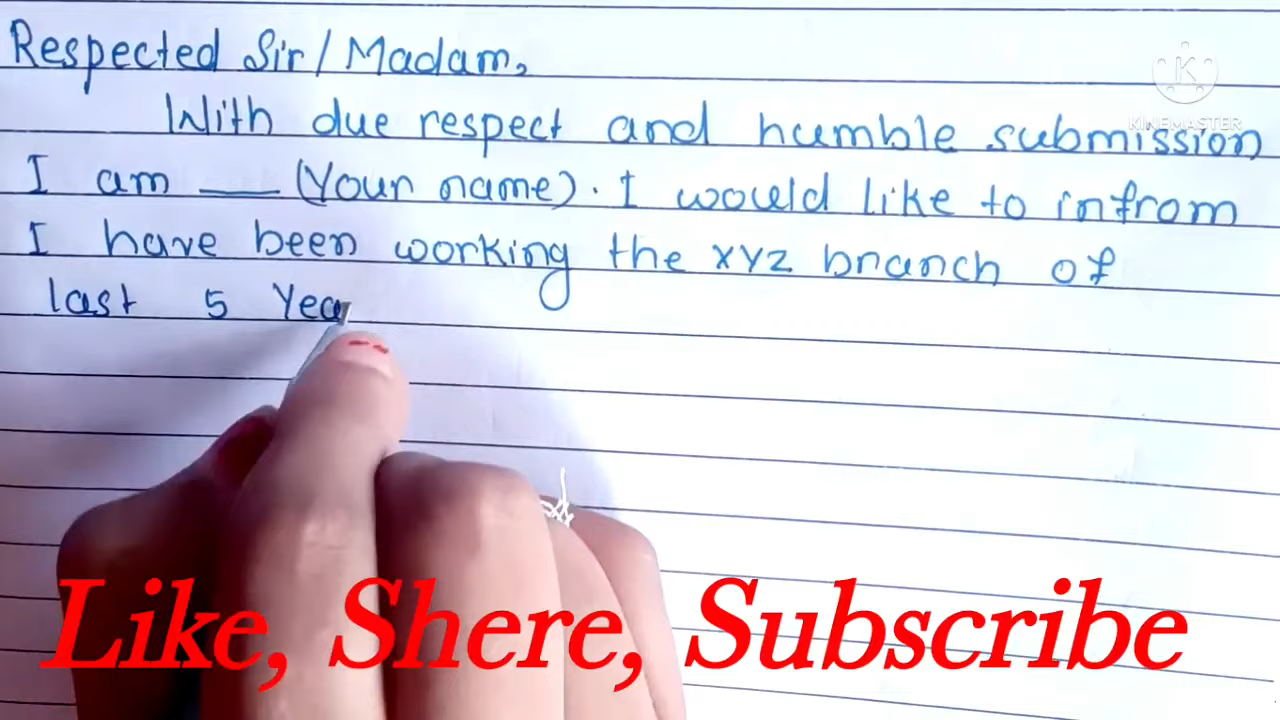 Respected Sir/Madam,
With due respect and humble submission
I am ___ (Your name). I would like to infrom
I have been working the XYZ branch of
last 5 Yea
K
KINEMASTER
Like, Shere, Subscribe